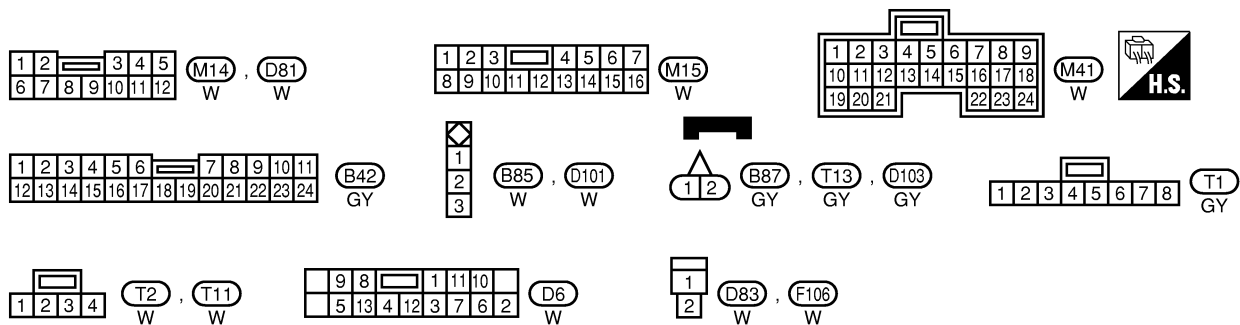 1 2 3 4 5
6 7 8 9 10 11 12
M14 , D81
W W
1 2 3 4 5 6 7
8 9 10 11 12 13 14 15 16
M15
W
1 2 3 4 5 6 7 8 9
10 11 12 13 14 15 16 17 18
19 20 21 22 23 24
M41
W
H.S.
1 2 3 4 5 6 7 8 9 10 11
12 13 14 15 16 17 18 19 20 21 22 23 24
B42
GY
1
2
3
B85 , D101
W W
1 2
B87 , T13 , D103
GY GY GY
1 2 3 4 5 6 7 8
T1
GY
1 2 3 4
T2 , T11
W W
9 8 1 11 10
5 13 4 12 3 7 6 2
D6
W
1
2
D83 , F106
W W